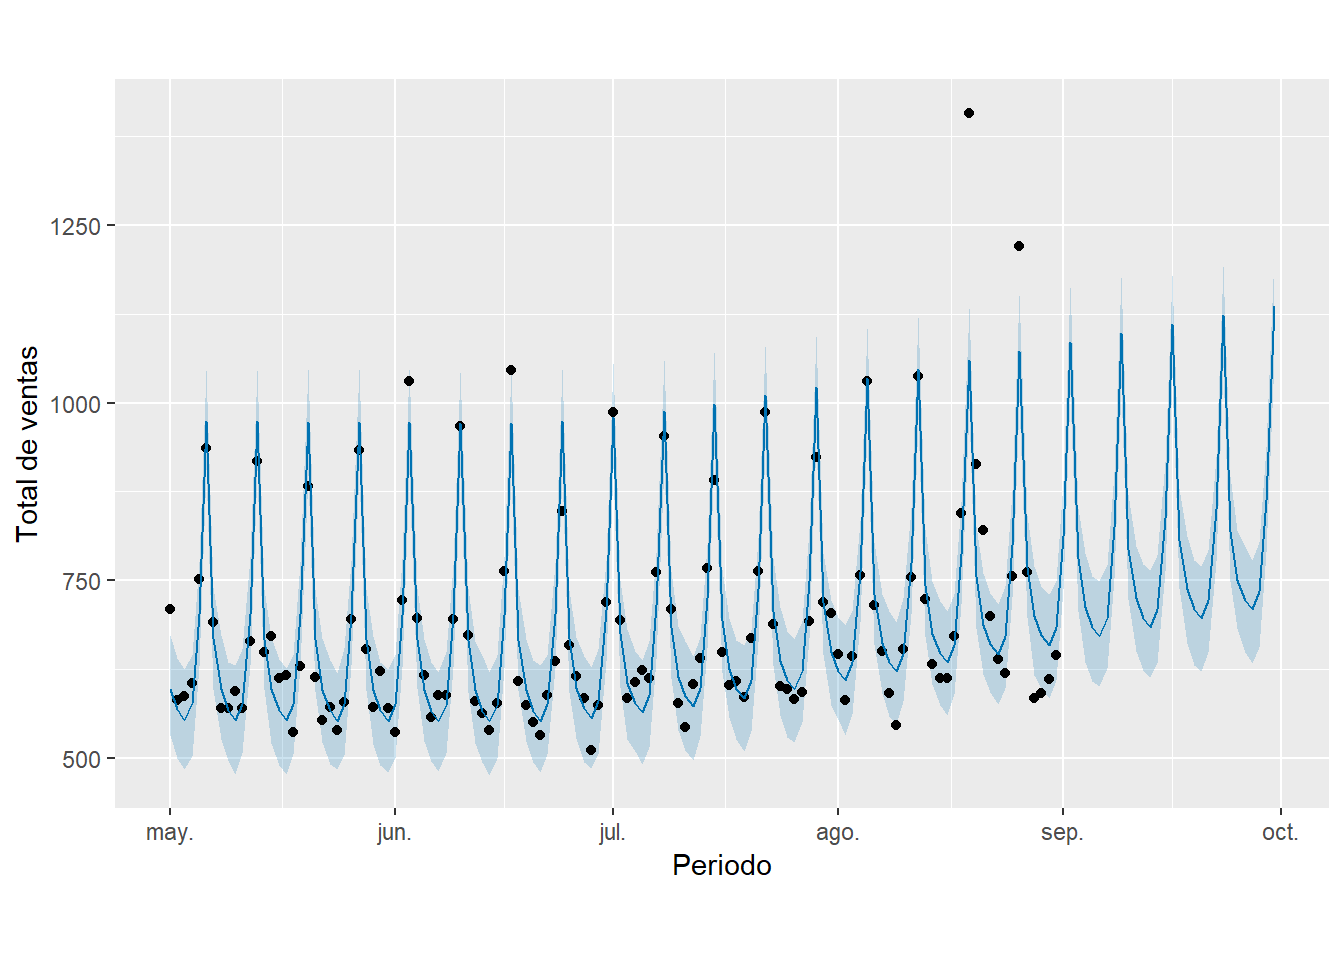 1250
1000
750
500
Total de ventas
may.
jun.
jul.
ago.
sep.
oct.
Periodo